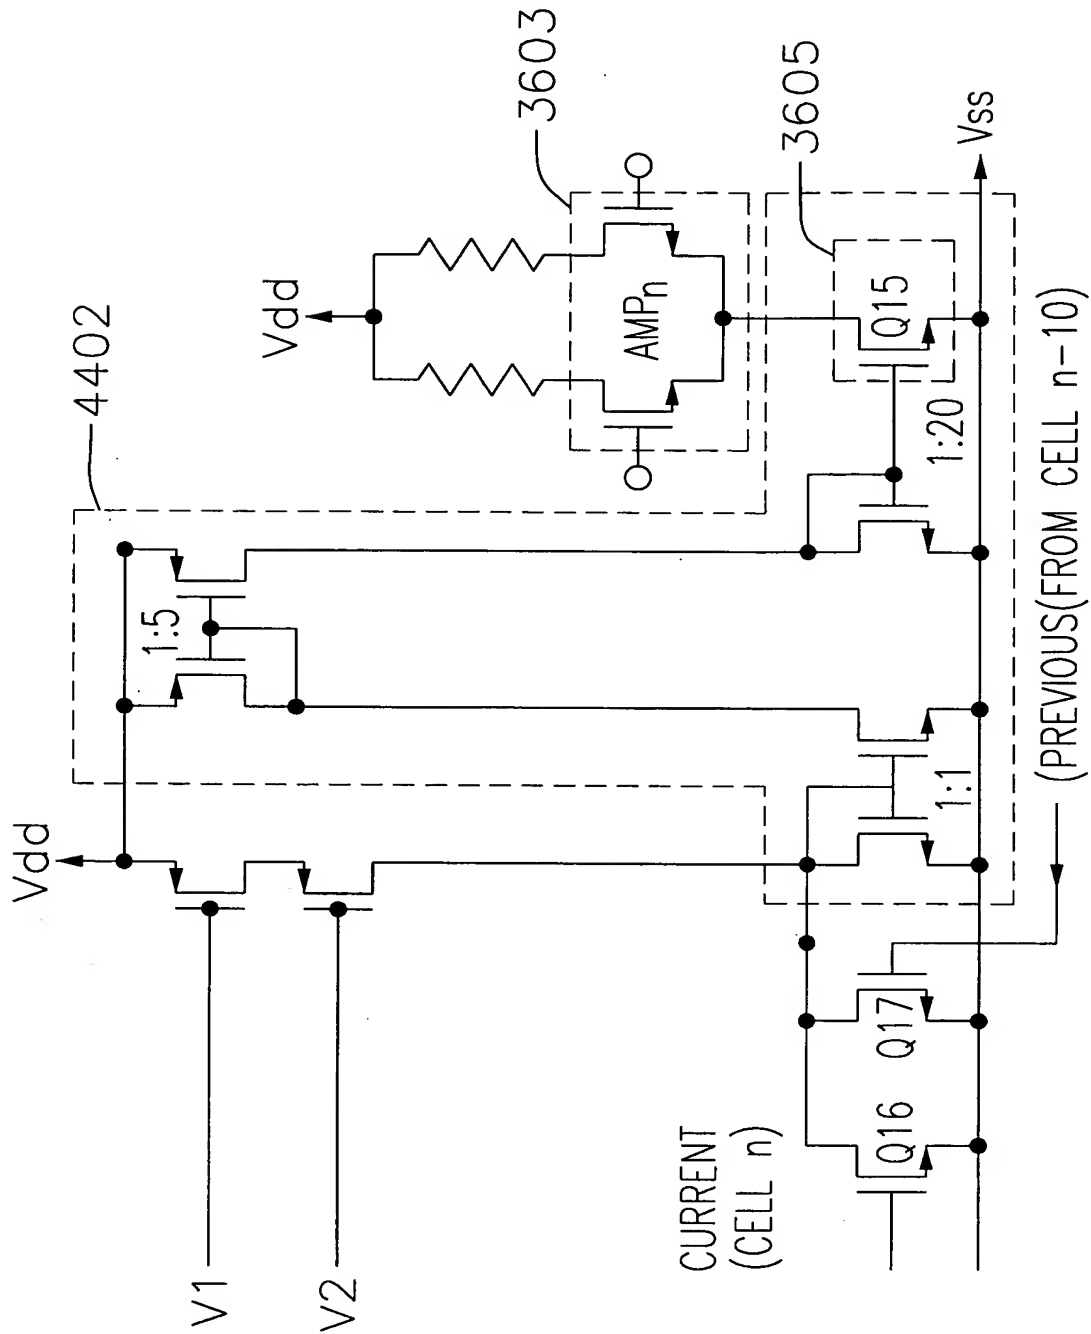 4402
Vdd
Vdd
3603
1:5
AMPn
3605
Q15
1:20
1:1
Vss
V1
V2
CURRENT
(CELL n)
Q16
Q17
(PREVIOUS(FROM CELL n-10)